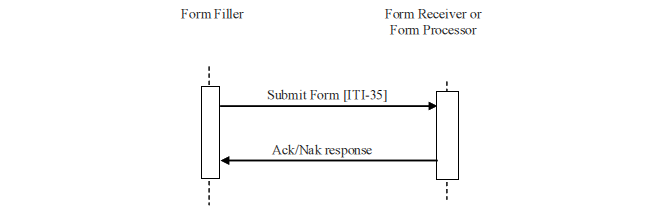 Form Filler
Form Receiver or
Form Processor
Submit Form [ITI-35]
Ack/Nak response